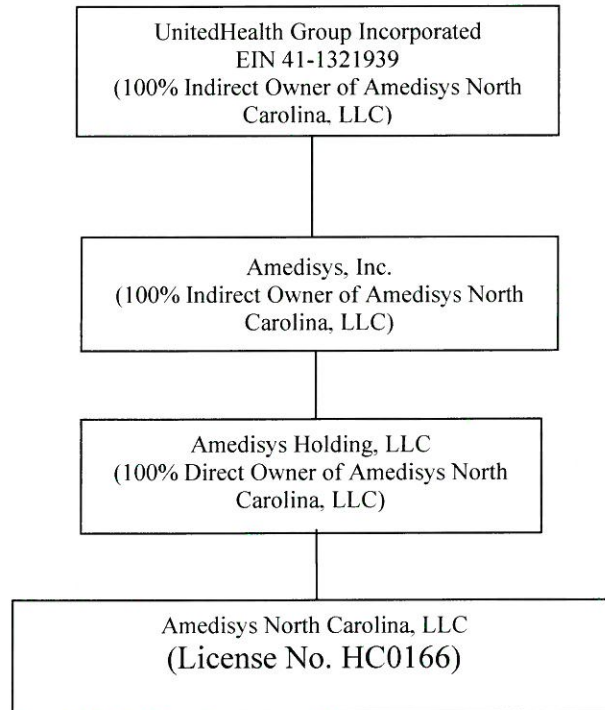 UnitedHealth Group Incorporated
EIN 41-1321939
(100% Indirect Owner of Amedisys North
Carolina, LLC)
Amedisys, Inc.
(100% Indirect Owner of Amedisys North
Carolina, LLC)
Amedisys Holding, LLC
(100% Direct Owner of Amedisys North
Carolina, LLC)
Amedisys North Carolina, LLC
(License No. HC0166)